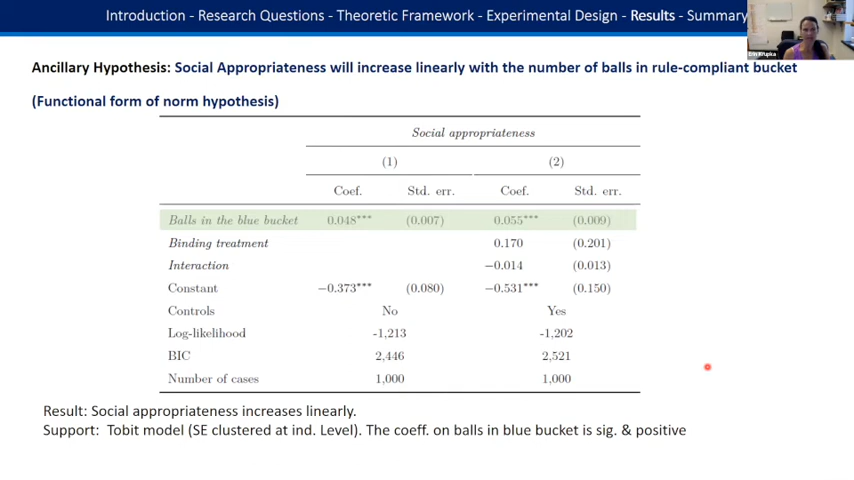 Introduction - Research Questions - Theoretic Framework - Experimental Design - Results - Summary
Erin Krupka
Ancillary Hypothesis: Social Appropriateness will increase linearly with the number of balls in rule-compliant bucket
(Functional form of norm hypothesis)
Social appropriateness
(1) (2)
Coef. Std. err. Coef. Std. err.
Balls in the blue bucket 0.048*** (0.007) 0.055*** (0.009)
Binding treatment 0.170 (0.201)
Interaction −0.014 (0.013)
Constant −0.373*** (0.080) −0.531*** (0.150)
Controls No Yes
Log-likelihood -1,213 -1,202
BIC 2,446 2,521
Number of cases 1,000 1,000
Result: Social appropriateness increases linearly.
Support: Tobit model (SE clustered at ind. Level). The coeff. on balls in blue bucket is sig. & positive